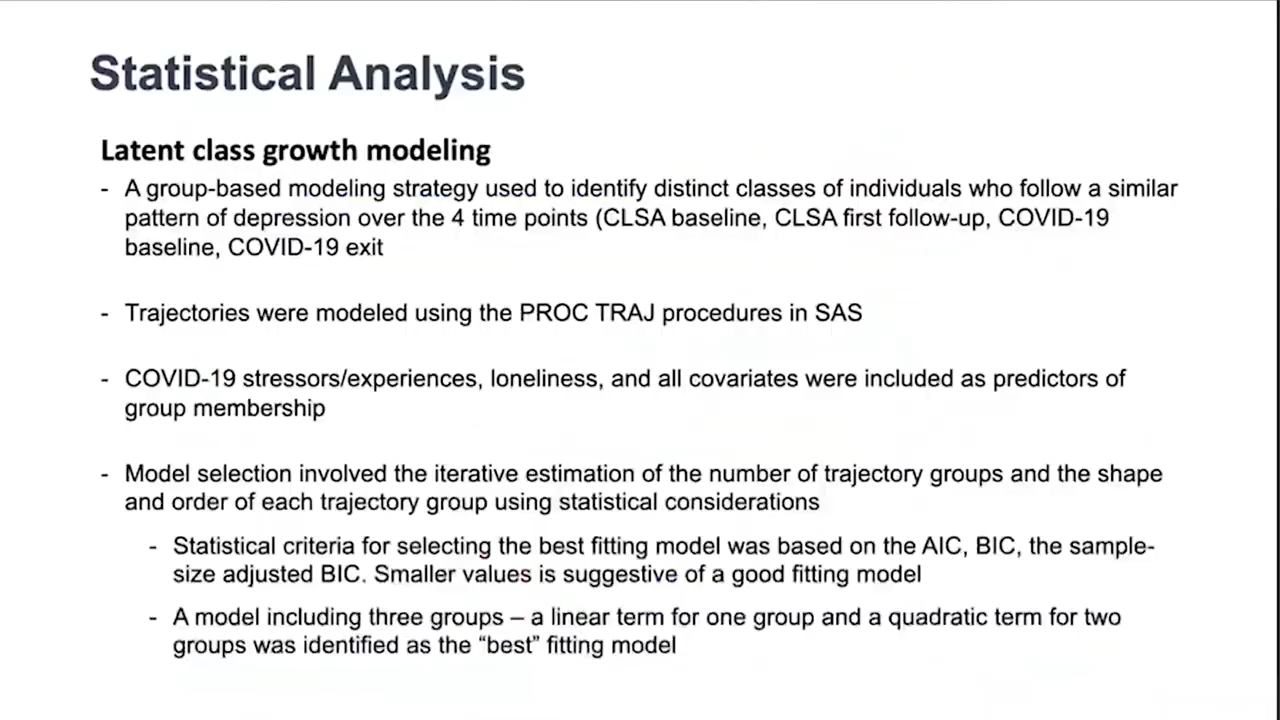 Statistical Analysis
Latent class growth modeling
- A group-based modeling strategy used to identify distinct classes of individuals who follow a similar
pattern of depression over the 4 time points (CLSA baseline, CLSA first follow-up, COVID-19
baseline, COVID-19 exit
- Trajectories were modeled using the PROC TRAJ procedures in SAS
- COVID-19 stressors/experiences, loneliness, and all covariates were included as predictors of
group membership
- Model selection involved the iterative estimation of the number of trajectory groups and the shape
and order of each trajectory group using statistical considerations
- Statistical criteria for selecting the best fitting model was based on the AIC, BIC, the sample-
size adjusted BIC. Smaller values is suggestive of a good fitting model
- A model including three groups – a linear term for one group and a quadratic term for two
groups was identified as the “best” fitting model